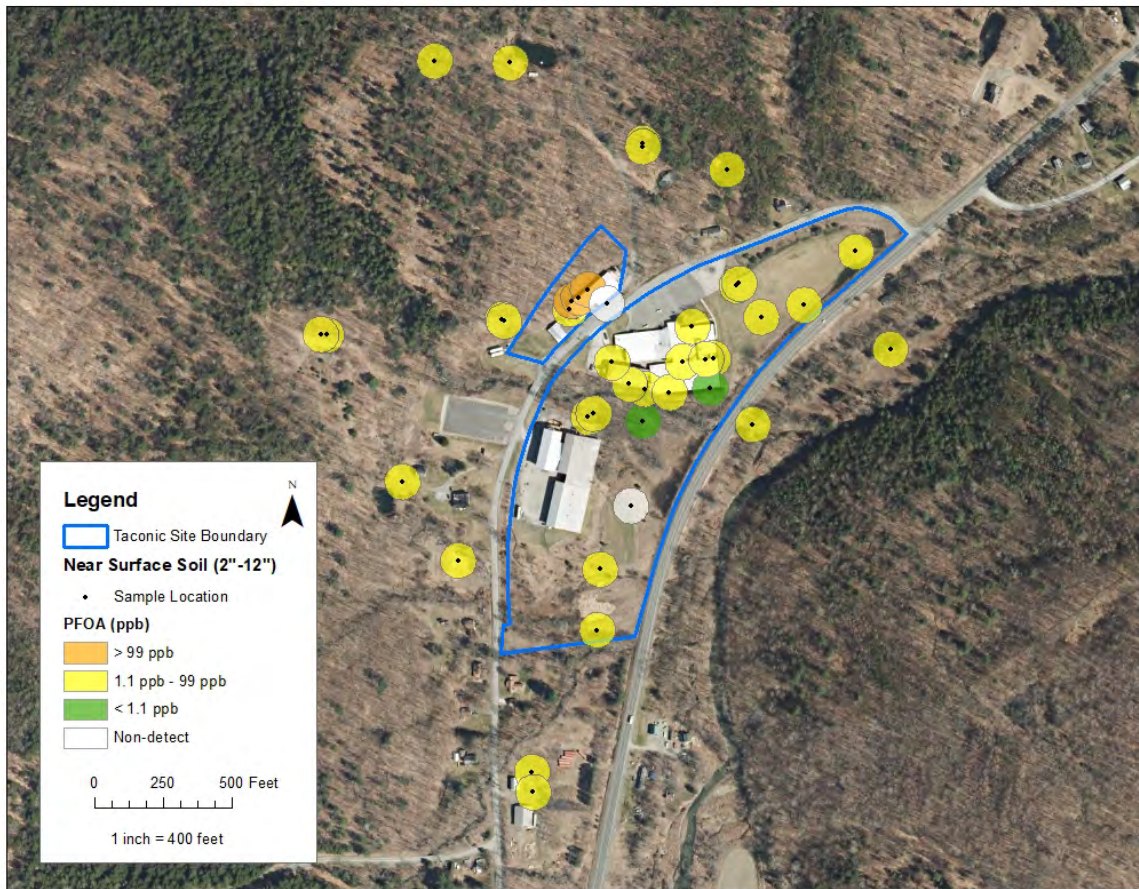 Legend
N
Taconic Site Boundary
Near Surface Soil (2"-12")
Sample Location
PFOA (ppb)
> 99 ppb
1.1 ppb - 99 ppb
< 1.1 ppb
Non-detect
0 250 500 Feet
1 inch = 400 feet